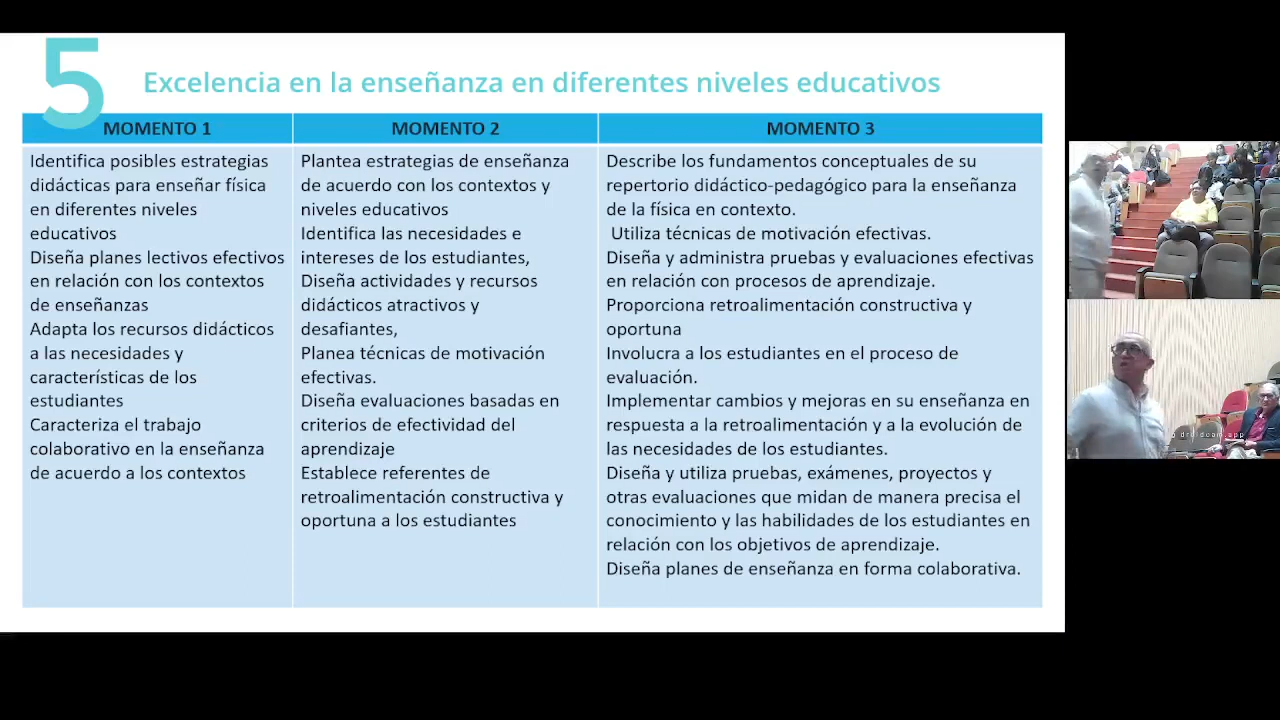 5
Excelencia en la enseñanza en diferentes niveles educativos
MOMENTO 1
Identifica posibles estrategias
didácticas para enseñar física
en diferentes niveles
educativos
Diseña planes lectivos efectivos
en relación con los contextos
de enseñanzas
Adapta los recursos didácticos
a las necesidades y
características de los
estudiantes
Caracteriza el trabajo
colaborativo en la enseñanza
de acuerdo a los contextos
MOMENTO 2
Plantea estrategias de enseñanza
de acuerdo con los contextos y
niveles educativos
Identifica las necesidades e
intereses de los estudiantes,
Diseña actividades y recursos
didácticos atractivos y
desafiantes,
Planea técnicas de motivación
efectivas.
Diseña evaluaciones basadas en
criterios de efectividad del
aprendizaje
Establece referentes de
retroalimentación constructiva y
oportuna a los estudiantes
MOMENTO 3
Describe los fundamentos conceptuales de su
repertorio didáctico-pedagógico para la enseñanza
de la física en contexto.
Utiliza técnicas de motivación efectivas.
Diseña y administra pruebas y evaluaciones efectivas
en relación con procesos de aprendizaje.
Proporciona retroalimentación constructiva y
oportuna
Involucra a los estudiantes en el proceso de
evaluación.
Implementar cambios y mejoras en su enseñanza en
respuesta a la retroalimentación y a la evolución de
las necesidades de los estudiantes.
Diseña y utiliza pruebas, exámenes, proyectos y
otras evaluaciones que midan de manera precisa el
conocimiento y las habilidades de los estudiantes en
relación con los objetivos de aprendizaje.
Diseña planes de enseñanza en forma colaborativa.